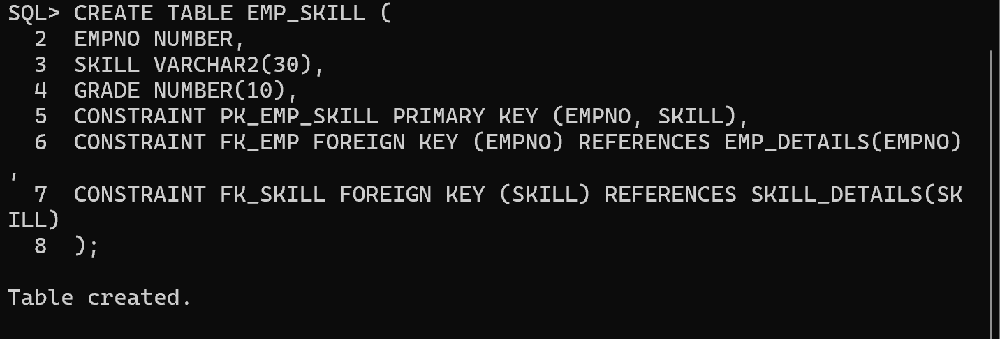 SQL> CREATE TABLE EMP_SKILL (
  2  EMPNO NUMBER,
  3  SKILL VARCHAR2(30),
  4  GRADE NUMBER(10),
  5  CONSTRAINT PK_EMP_SKILL PRIMARY KEY (EMPNO, SKILL),
  6  CONSTRAINT FK_EMP FOREIGN KEY (EMPNO) REFERENCES EMP_DETAILS(EMPNO)
,
  7  CONSTRAINT FK_SKILL FOREIGN KEY (SKILL) REFERENCES SKILL_DETAILS(SK
ILL)
  8  );
Table created.